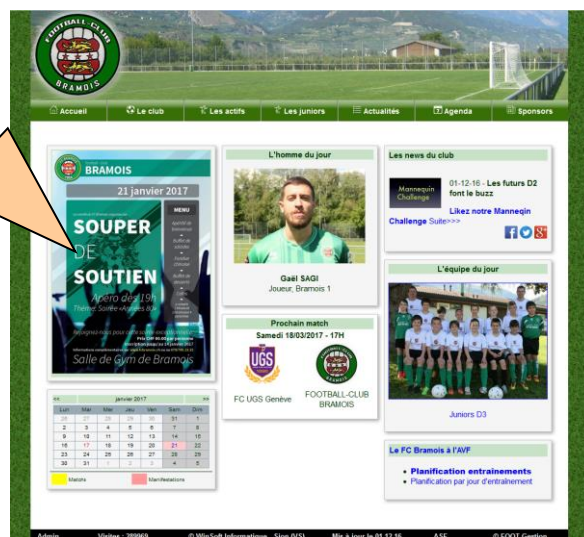 FOOTBALL-CLUB
BRAMOIS
Accueil Le club Les actifs Les juniors Actualités Agenda Sponsors
BRAMOIS
21 janvier 2017
SOUPER
DE
SOUTIEN
MENU
Apéro dès 19h
Thème: Soirée «Années 80»
Salle de Gym de Bramois
<< janvier 2017 >>
Lun Mar Mer Jeu Ven Sam Dim
26 27 28 29 30 31 1
2 3 4 5 6 7 8
9 10 11 12 13 14 15
16 17 18 19 20 21 22
23 24 25 26 27 28 29
30 31 1 2 3 4 5
Matchs Manifestations
L'homme du jour
Gaël SAGI
Joueur, Bramois 1
Prochain match
Samedi 18/03/2017 - 17H
UGS
FC UGS Genève
FOOTBALL-CLUB
BRAMOIS
Les news du club
Mannequin
Challenge
01-12-16 - Les futurs D2
font le buzz
Likez notre Manneqin
Challenge Suite>>>
L'équipe du jour
Juniors D3
Le FC Bramois à l'AVF
Planification entraînements
Planification par jour d'entraînement
Admin Visites : 389969 © WinSoft Informatique - Sion (VS) Mis à jour le 01.12.16 ASF © FOOT Gestion